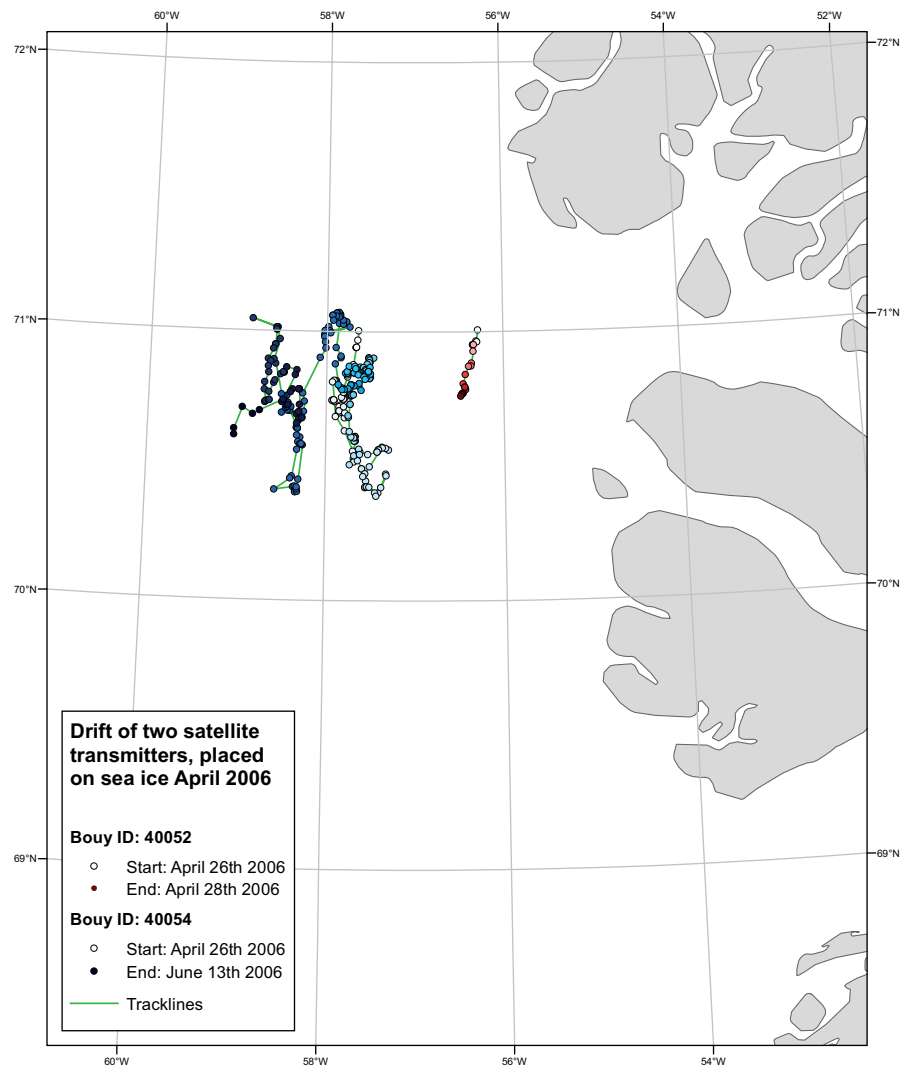 60°W 58°W 56°W 54°W 52°W
72°N 72°N
71°N 71°N
70°N 70°N
69°N 69°N
Drift of two satellite
transmitters, placed
on sea ice April 2006
Bouy ID: 40052
Start: April 26th 2006
End: April 28th 2006
Bouy ID: 40054
Start: April 26th 2006
End: June 13th 2006
Tracklines
60°W 58°W 56°W 54°W